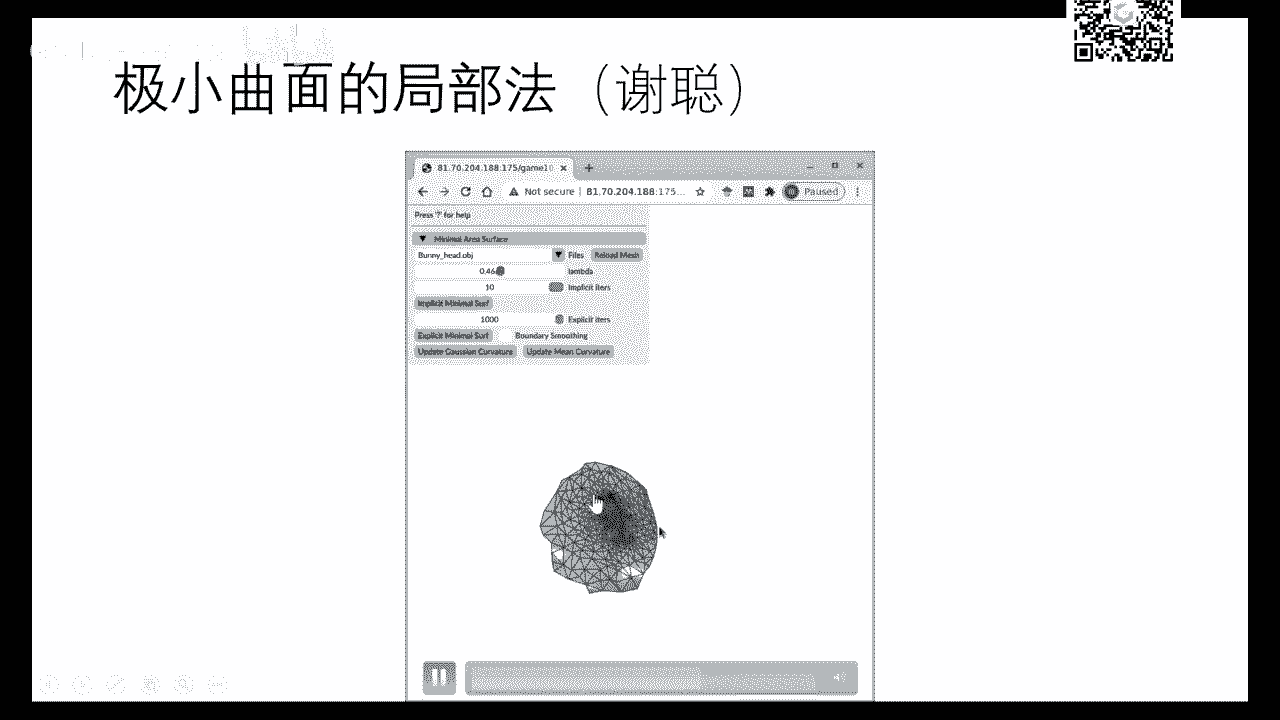 极小曲面的局部法（谢聪）
81.70.204.188:175/game10
Not secure | 81.70.204.188:175... Paused
Press '?' for help
Minimal Area Surface
Bunny_head.obj Files Reload Mesh
0.46 lambda
10 Implicit iters
Implicit Minimal Surf
1000 Explicit iters
Explicit Minimal Surf Boundary Smoothing
Update Gaussian Curvature Update Mean Curvature